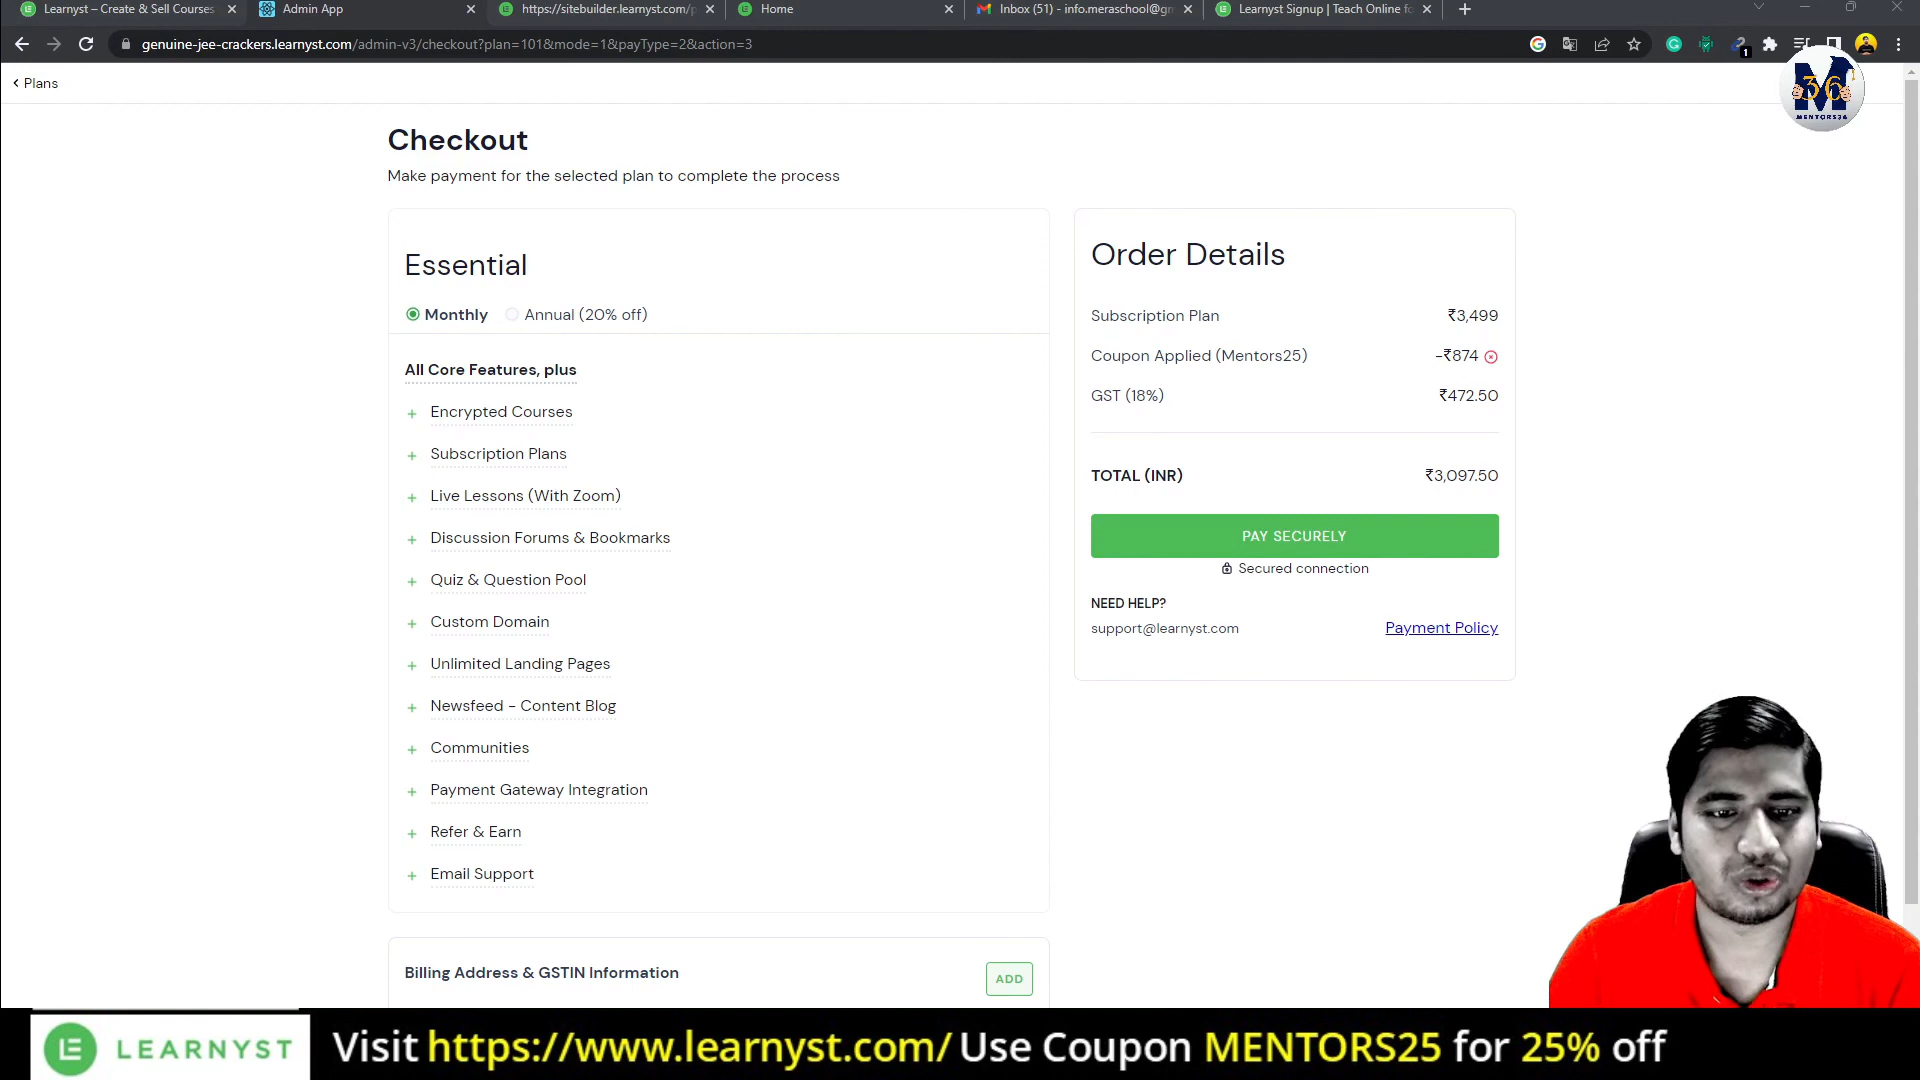 Learnyst – Create & Sell Courses
Admin App
https://sitebuilder.learnyst.com/p
Home
Inbox (51) - info.meraschool@gm
Learnyst Signup | Teach Online fo
genuine-jee-crackers.learnyst.com/admin-v3/checkout?plan=101&mode=1&payType=2&action=3
1
Plans
M
36
MENTORS36
Checkout
Make payment for the selected plan to complete the process
Essential
Monthly
Annual (20% off)
All Core Features, plus
+ Encrypted Courses
+ Subscription Plans
+ Live Lessons (With Zoom)
+ Discussion Forums & Bookmarks
+ Quiz & Question Pool
+ Custom Domain
+ Unlimited Landing Pages
+ Newsfeed - Content Blog
+ Communities
+ Payment Gateway Integration
+ Refer & Earn
+ Email Support
Billing Address & GSTIN Information
ADD
Order Details
Subscription Plan ₹3,499
Coupon Applied (Mentors25) -₹874
GST (18%) ₹472.50
TOTAL (INR) ₹3,097.50
PAY SECURELY
Secured connection
NEED HELP?
support@learnyst.com Payment Policy
LEARNYST
Visit https://www.learnyst.com/ Use Coupon MENTORS25 for 25% off